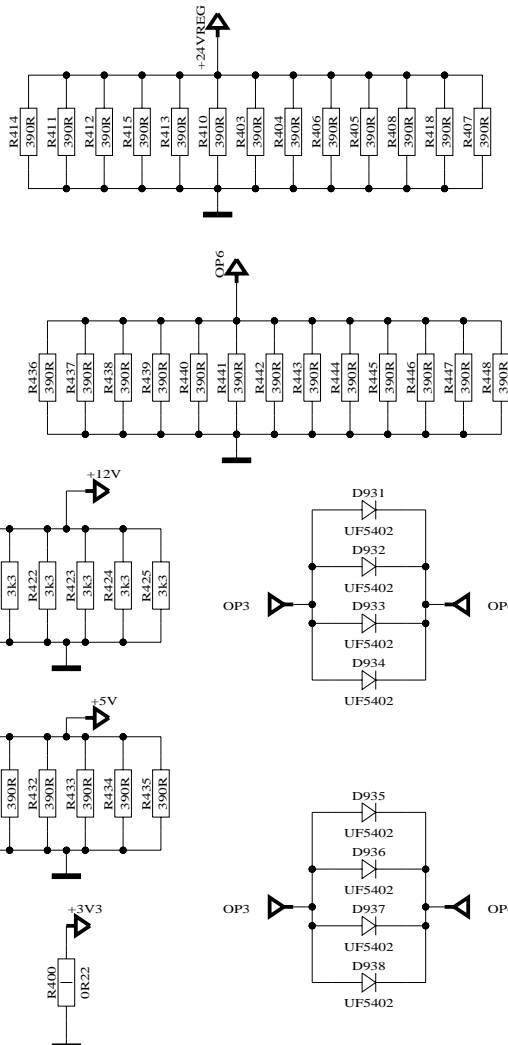 +24VREG
R414 390R
R411 390R
R412 390R
R415 390R
R413 390R
R410 390R
R403 390R
R404 390R
R406 390R
R405 390R
R408 390R
R418 390R
R407 390R
OP6
R436 390R
R437 390R
R438 390R
R439 390R
R440 390R
R441 390R
R442 390R
R443 390R
R444 390R
R445 390R
R446 390R
R447 390R
R448 390R
+12V
3k3
R422 3k3
R423 3k3
R424 3k3
R425 3k3
D931
UF5402
D932
UF5402
OP3
D933
UF5402
D934
UF5402
+5V
390R
R432 390R
R433 390R
R434 390R
R435 390R
D935
UF5402
D936
UF5402
OP3
D937
UF5402
D938
UF5402
+3V3
R400 0R22